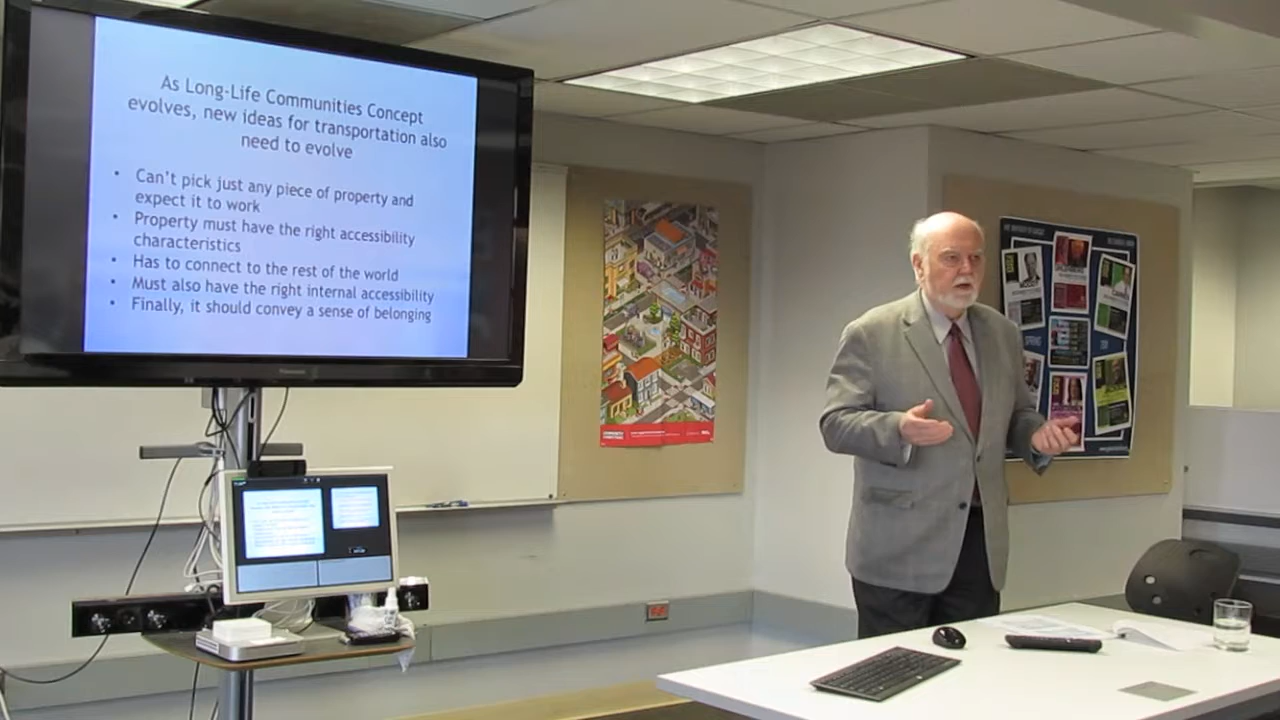 As Long-Life Communities Concept
evolves, new ideas for transportation also
need to evolve
• Can't pick just any piece of property and
expect it to work
• Property must have the right accessibility
characteristics
• Has to connect to the rest of the world
• Must also have the right internal accessibility
• Finally, it should convey a sense of belonging
Panasonic
SPRING